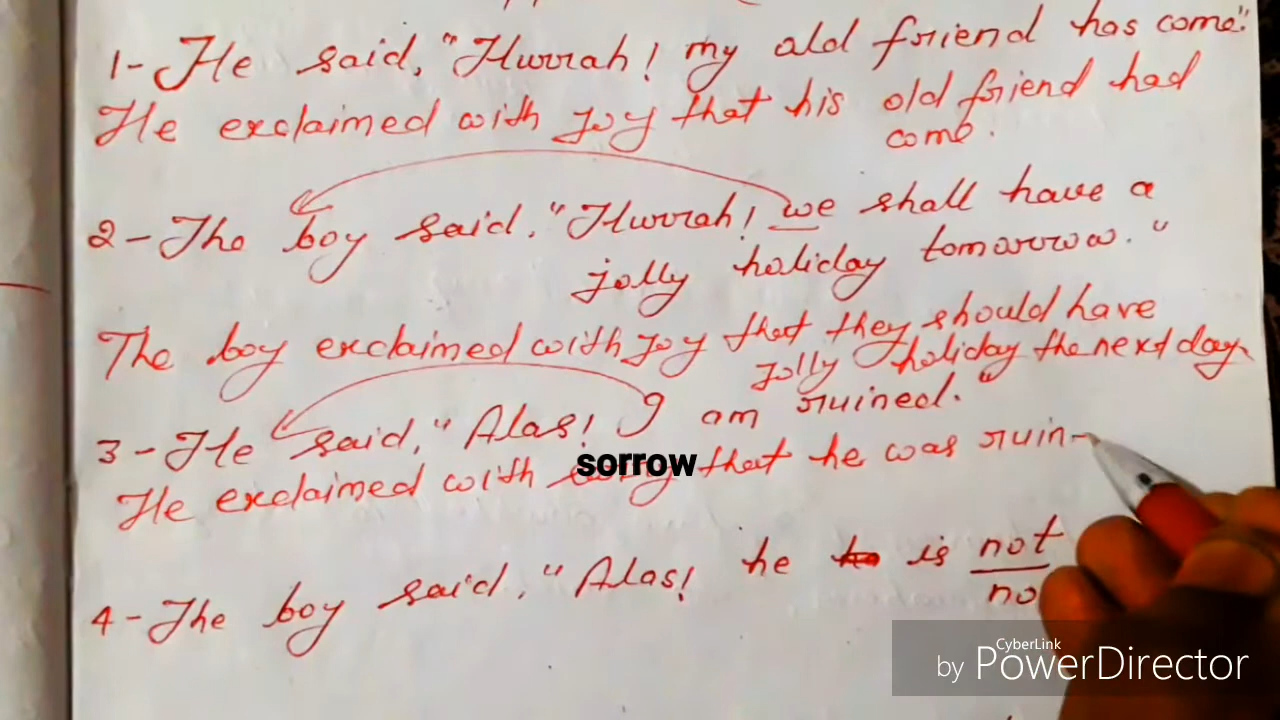 1- He said, "Hurrah! my old friend has come."
He exclaimed with joy that his old friend had
come.
2 - The boy said, "Hurrah! we shall have a
jolly holiday tomorrow."
The boy exclaimed with joy that they should have
jolly holiday the next day.
3 - He said, "Alas! I am ruined."
He exclaimed with sorrow that he was ruin-
4 - The boy said, "Alas! he is not
no
CyberLink
by PowerDirector